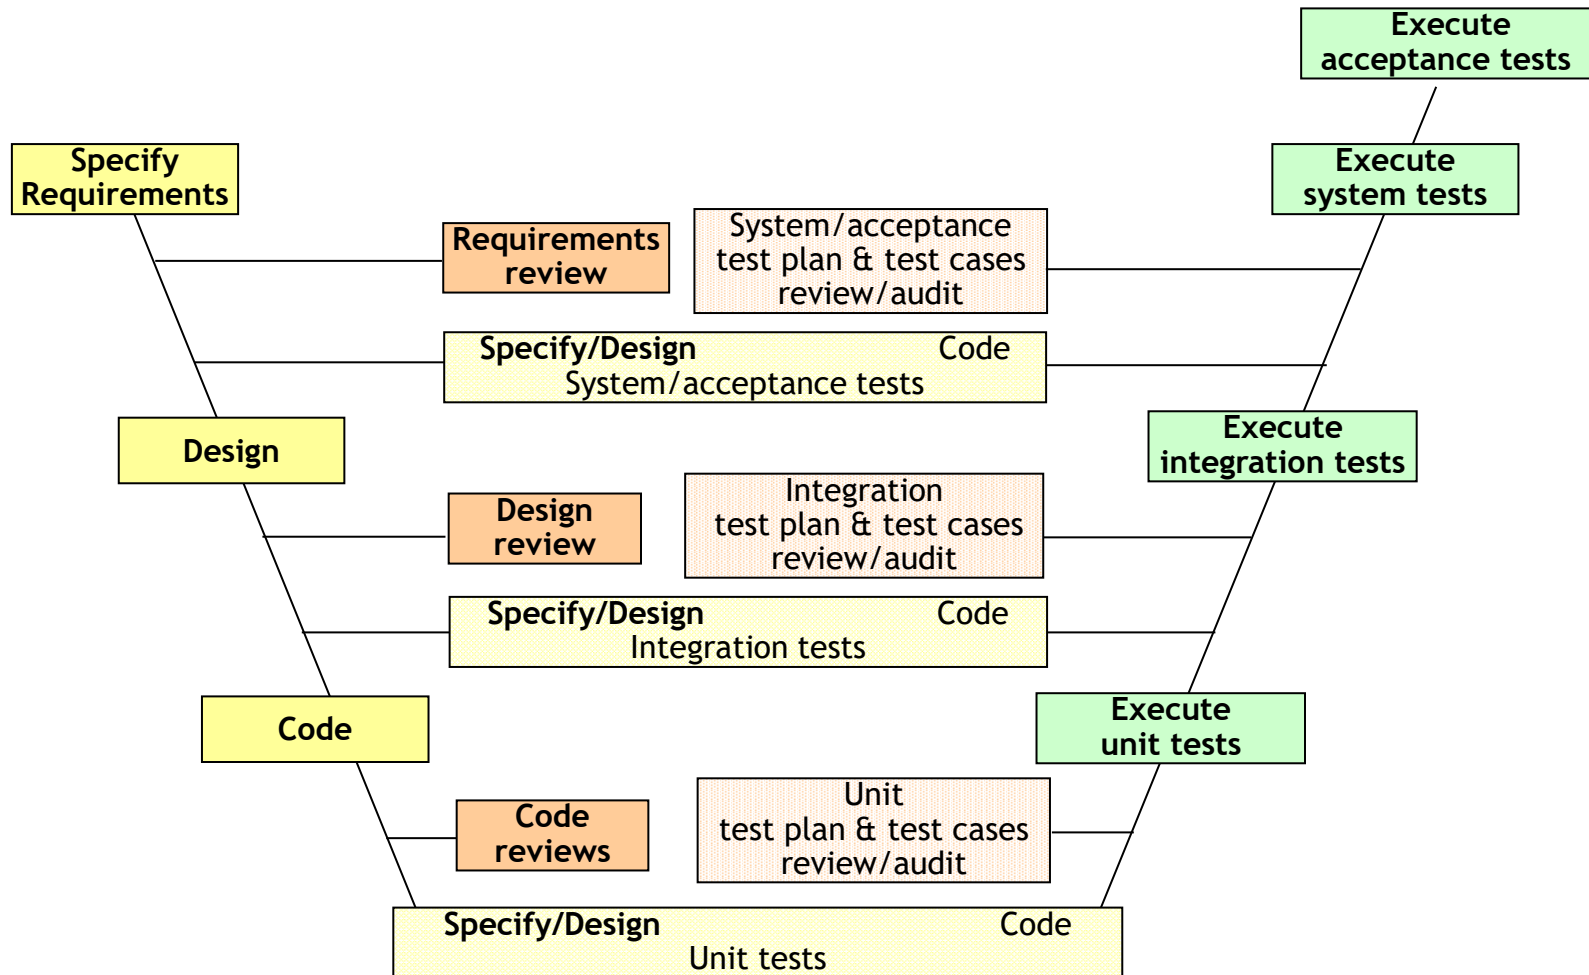 Execute
acceptance tests
Specify
Requirements
Execute
system tests
Requirements
review
System/acceptance
test plan & test cases
review/audit
Specify/Design Code
System/acceptance tests
Design
Execute
integration tests
Design
review
Integration
test plan & test cases
review/audit
Specify/Design Code
Integration tests
Code
Execute
unit tests
Code
reviews
Unit
test plan & test cases
review/audit
Specify/Design Code
Unit tests